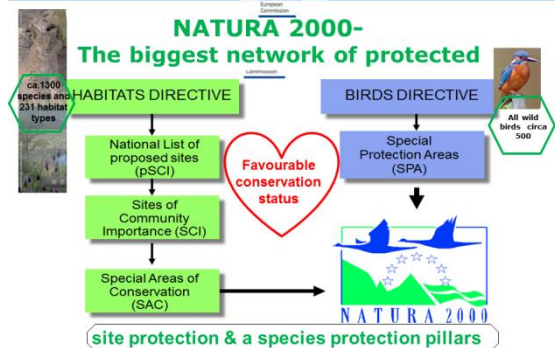 European
Commission
NATURA 2000-
The biggest network of protected
Commission
ca.1300
species and
231 habitat
types
HABITATS DIRECTIVE
BIRDS DIRECTIVE
All wild
birds circa
500
National List of
proposed sites
(pSCI)
Favourable
conservation
status
Special
Protection Areas
(SPA)
Sites of
Community
Importance (SCI)
Special Areas of
Conservation
(SAC)
NATURA 2000
site protection & a species protection pillars